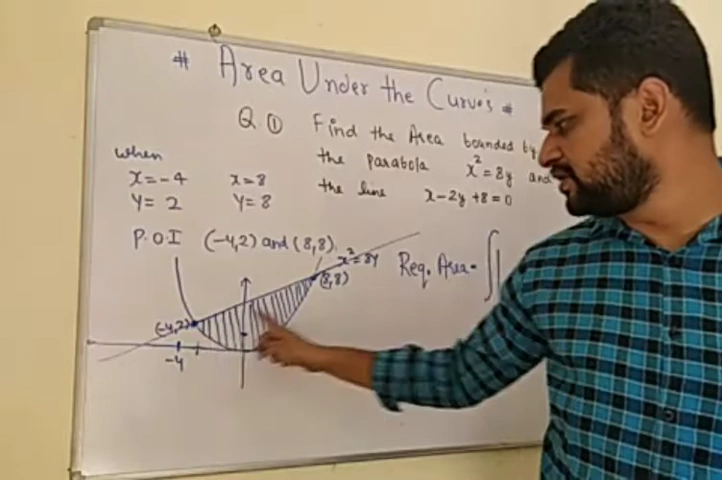 # Area Under the Curves #
Q.① Find the Area bounded by
the parabola x²=8y and
the line x-2y+8=0
when
x=-4 x=8
y=2 y=8
P.O.I (-4,2) and (8,8).
x²=8y
(8,8)
(-4,2)
-4
Req. Area= ∫